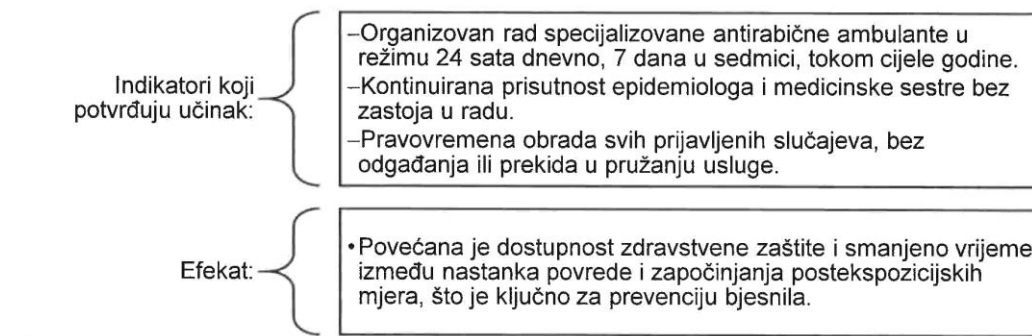 Indikatori koji
potvrđuju učinak:
–Organizovan rad specijalizovane antirabične ambulante u
režimu 24 sata dnevno, 7 dana u sedmici, tokom cijele godine.
–Kontinuirana prisutnost epidemiologa i medicinske sestre bez
zastoja u radu.
–Pravovremena obrada svih prijavljenih slučajeva, bez
odgađanja ili prekida u pružanju usluge.
Efekat:
•Povećana je dostupnost zdravstvene zaštite i smanjeno vrijeme
između nastanka povrede i započinjanja postekspozicijskih
mjera, što je ključno za prevenciju bjesnila.